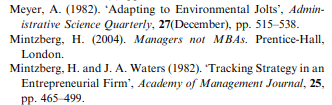 Meyer, A. (1982). ‘Adapting to Environmental Jolts’, Admin-
istrative Science Quarterly, 27(December), pp. 515–538.
Mintzberg, H. (2004). Managers not MBAs. Prentice-Hall,
London.
Mintzberg, H. and J. A. Waters (1982). ‘Tracking Strategy in an
Entrepreneurial Firm’, Academy of Management Journal, 25,
pp. 465–499.